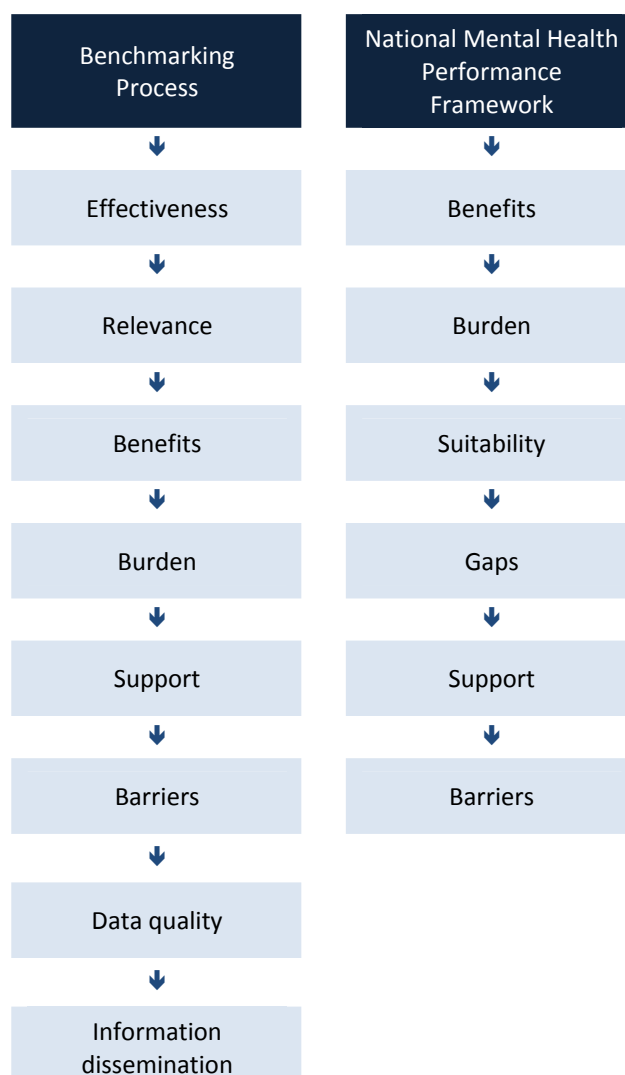 Benchmarking
Process
Effectiveness
Relevance
Benefits
Burden
Support
Barriers
Data quality
Information
dissemination
National Mental Health
Performance
Framework
Benefits
Burden
Suitability
Gaps
Support
Barriers